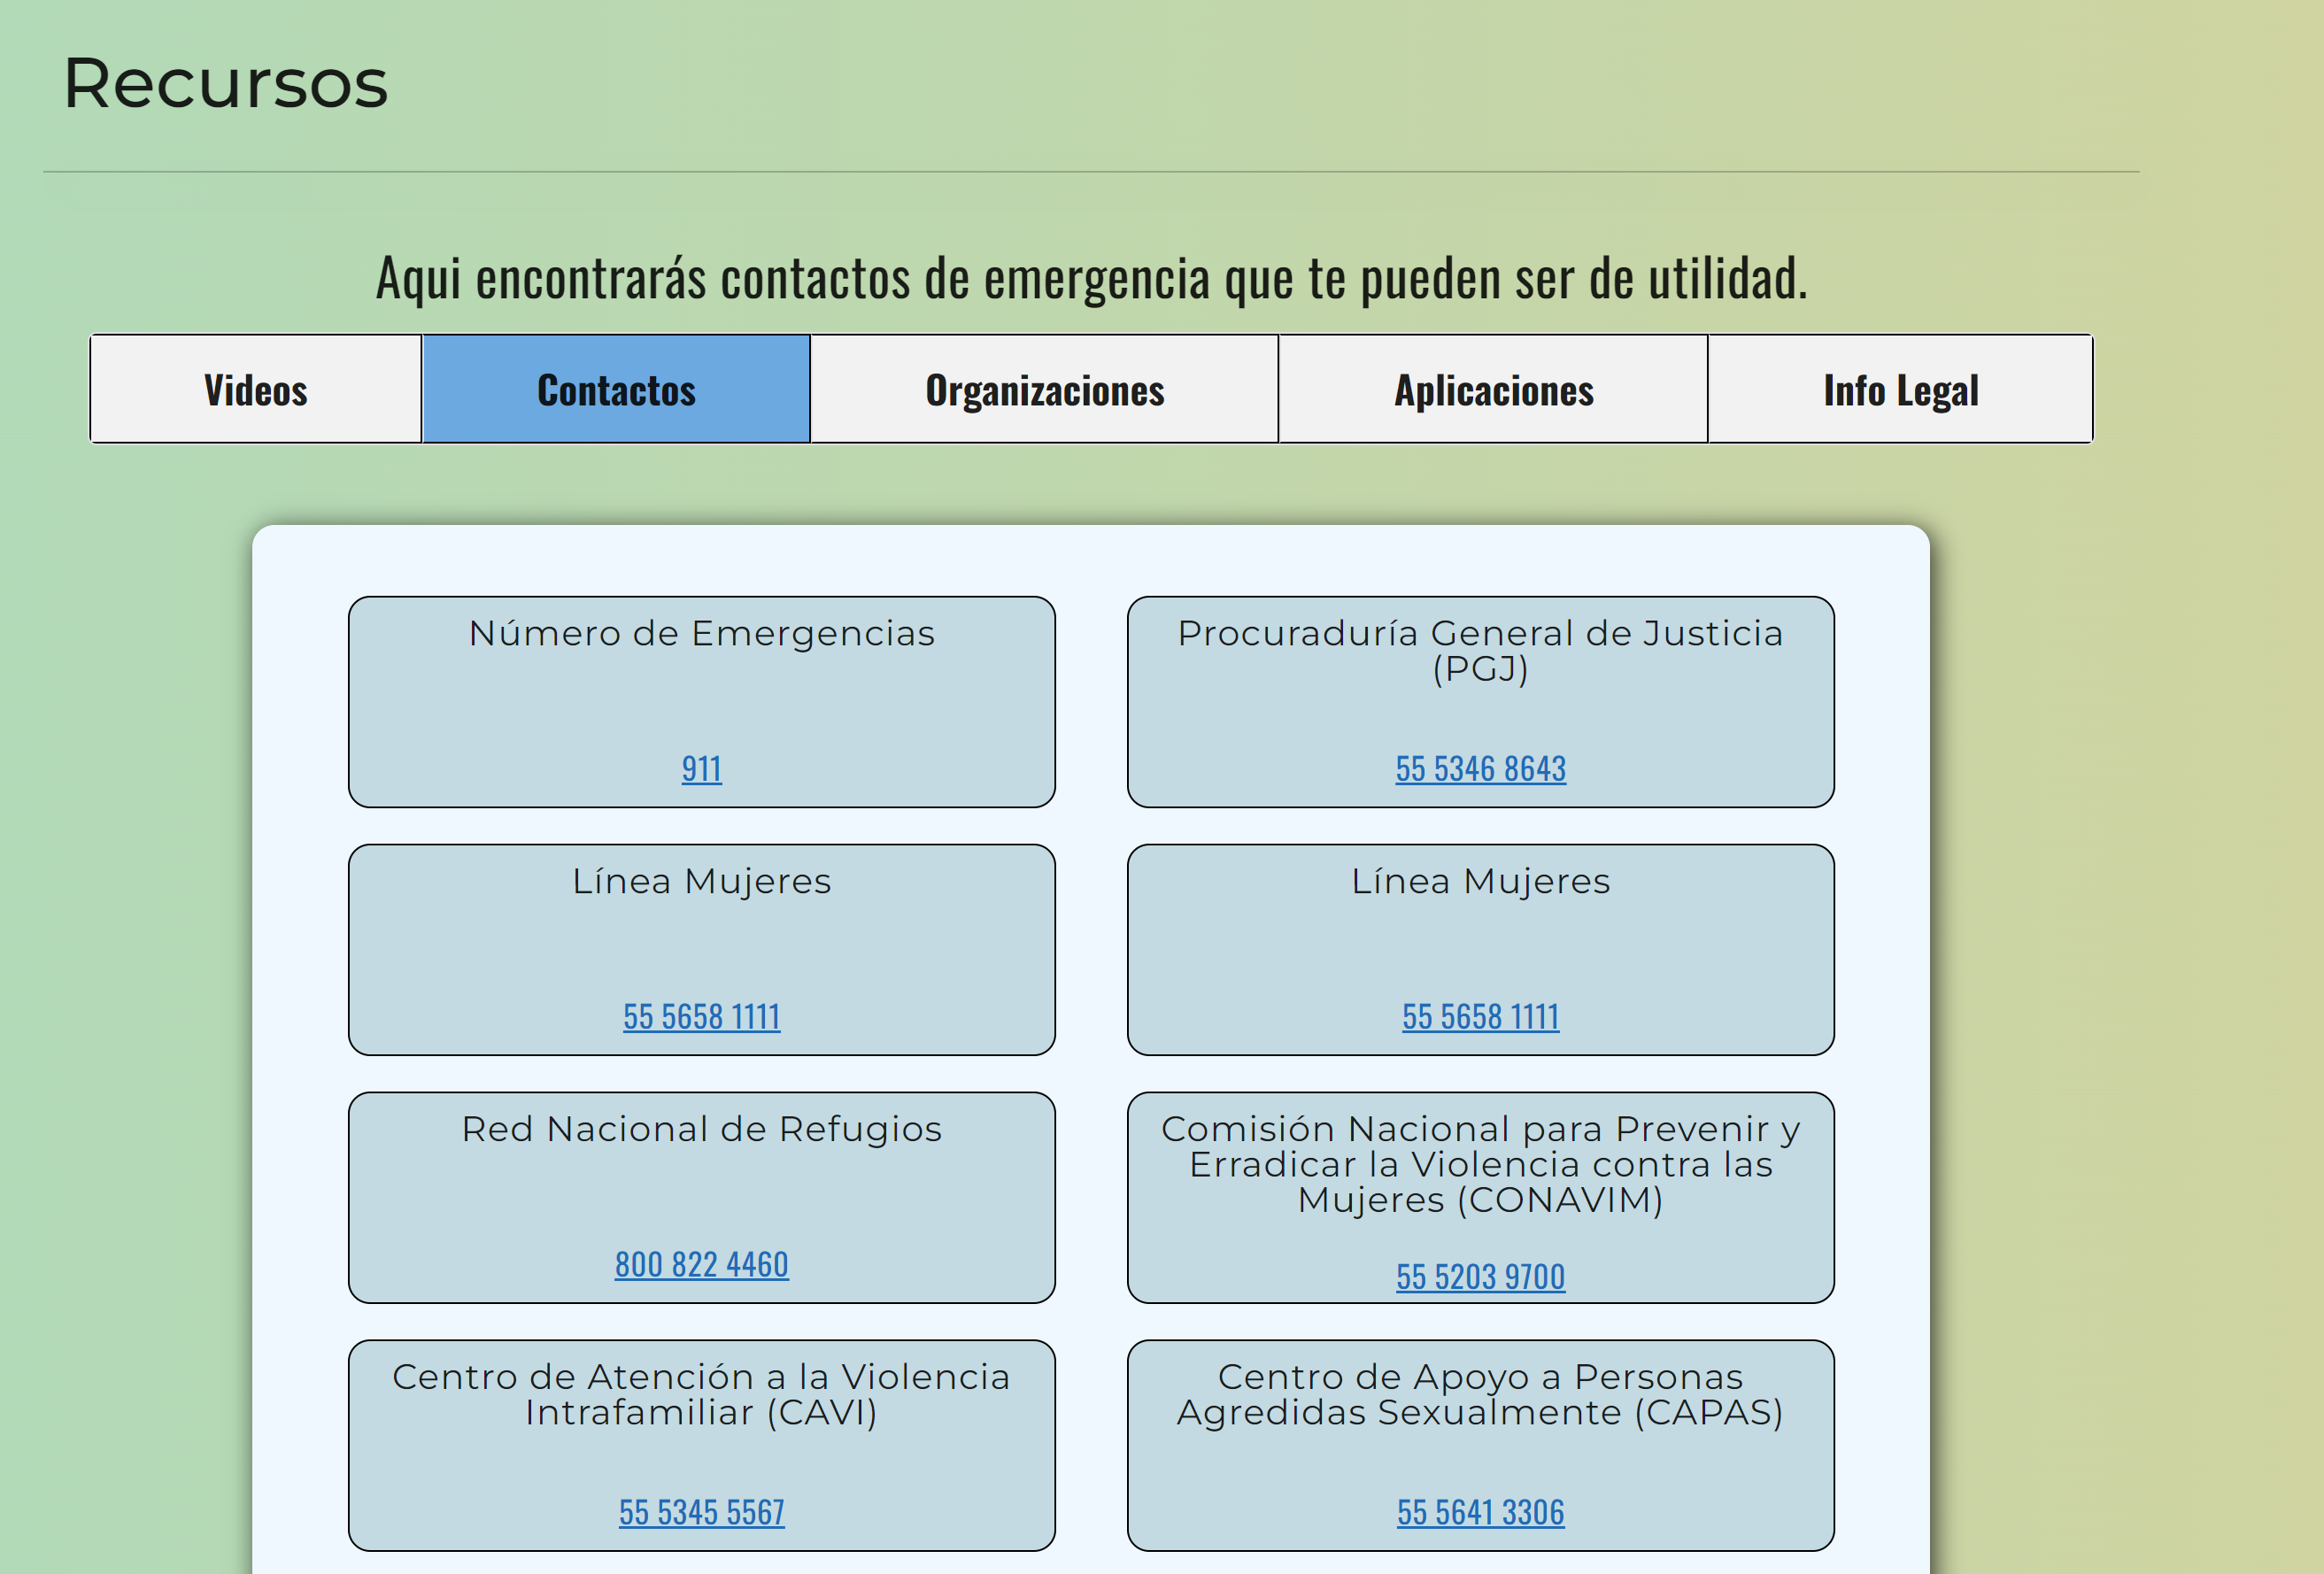 Recursos
Aqui encontrarás contactos de emergencia que te pueden ser de utilidad.
Videos
Contactos
Organizaciones
Aplicaciones
Info Legal
Número de Emergencias
911
Procuraduría General de Justicia
(PGJ)
55 5346 8643
Línea Mujeres
55 5658 1111
Línea Mujeres
55 5658 1111
Red Nacional de Refugios
800 822 4460
Comisión Nacional para Prevenir y
Erradicar la Violencia contra las
Mujeres (CONAVIM)
55 5203 9700
Centro de Atención a la Violencia
Intrafamiliar (CAVI)
55 5345 5567
Centro de Apoyo a Personas
Agredidas Sexualmente (CAPAS)
55 5641 3306